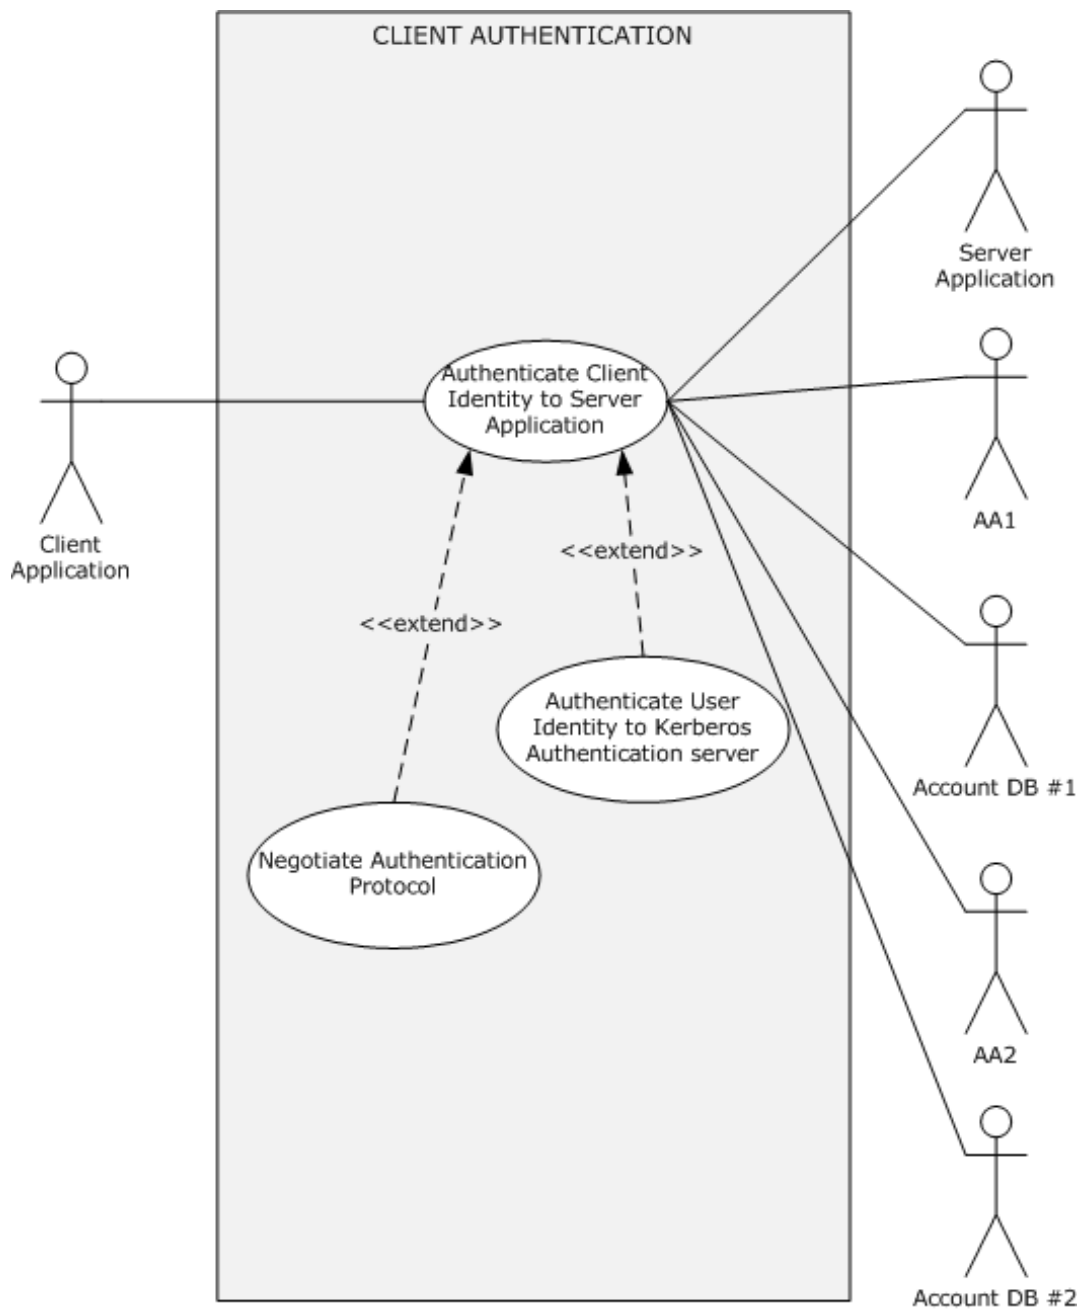 CLIENT AUTHENTICATION
Server
Application
Authenticate Client
Identity to Server
Application
AA1
Client
Application
<<extend>>
<<extend>>
Authenticate User
Identity to Kerberos
Authentication server
Account DB #1
Negotiate Authentication
Protocol
AA2
Account DB #2